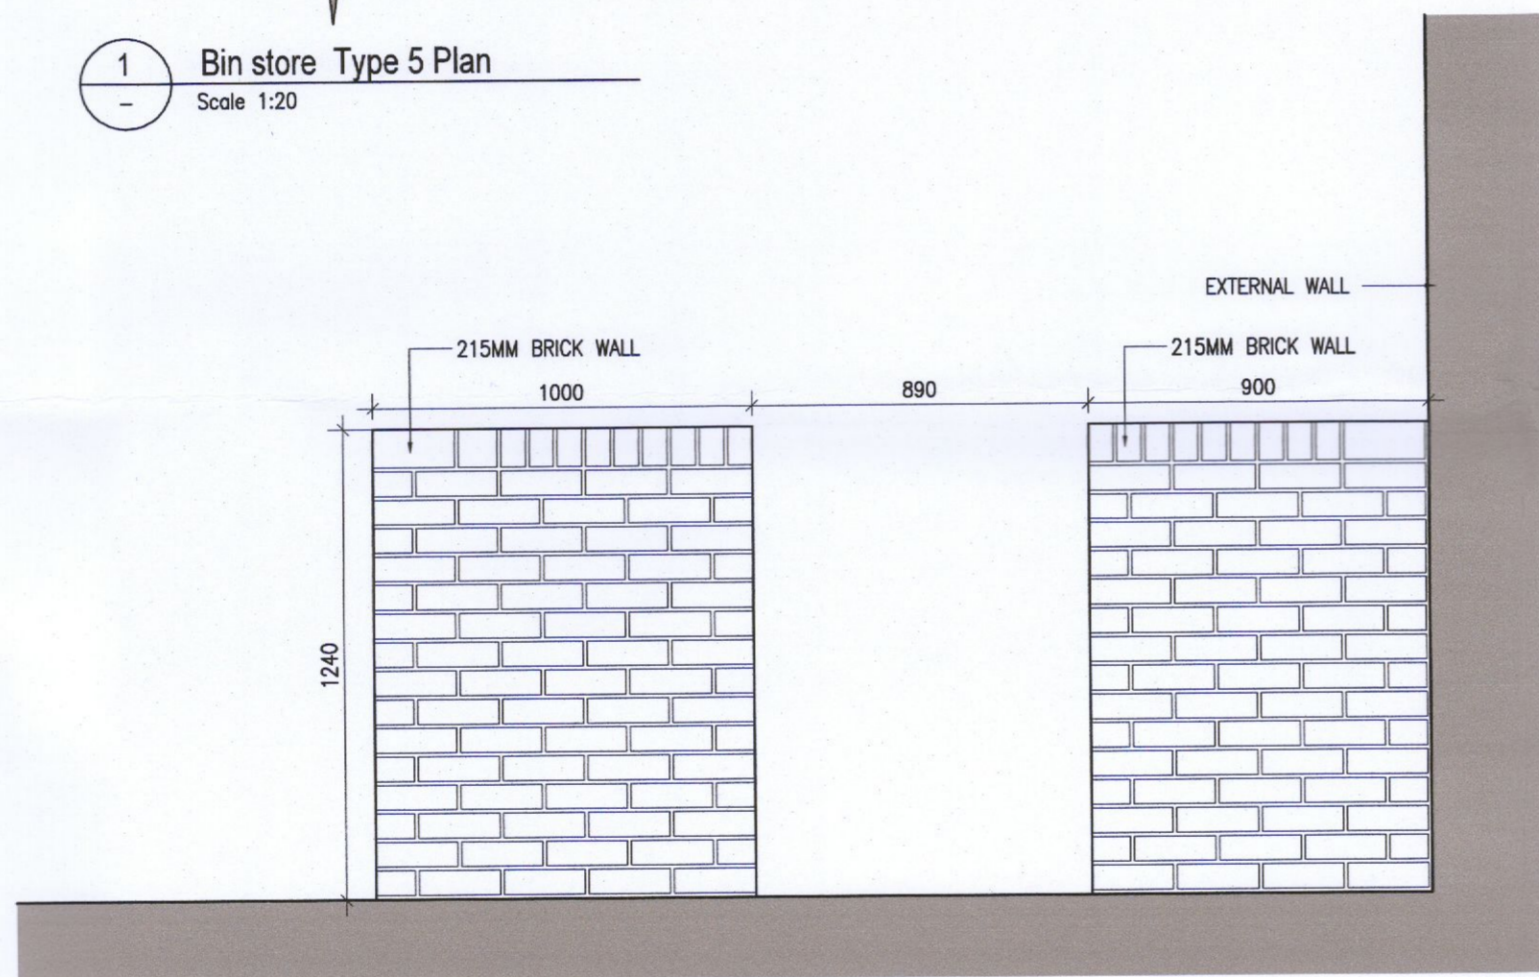 1
–
Bin store Type 5 Plan
Scale 1:20
EXTERNAL WALL
215MM BRICK WALL
215MM BRICK WALL
1000
890
900
1240